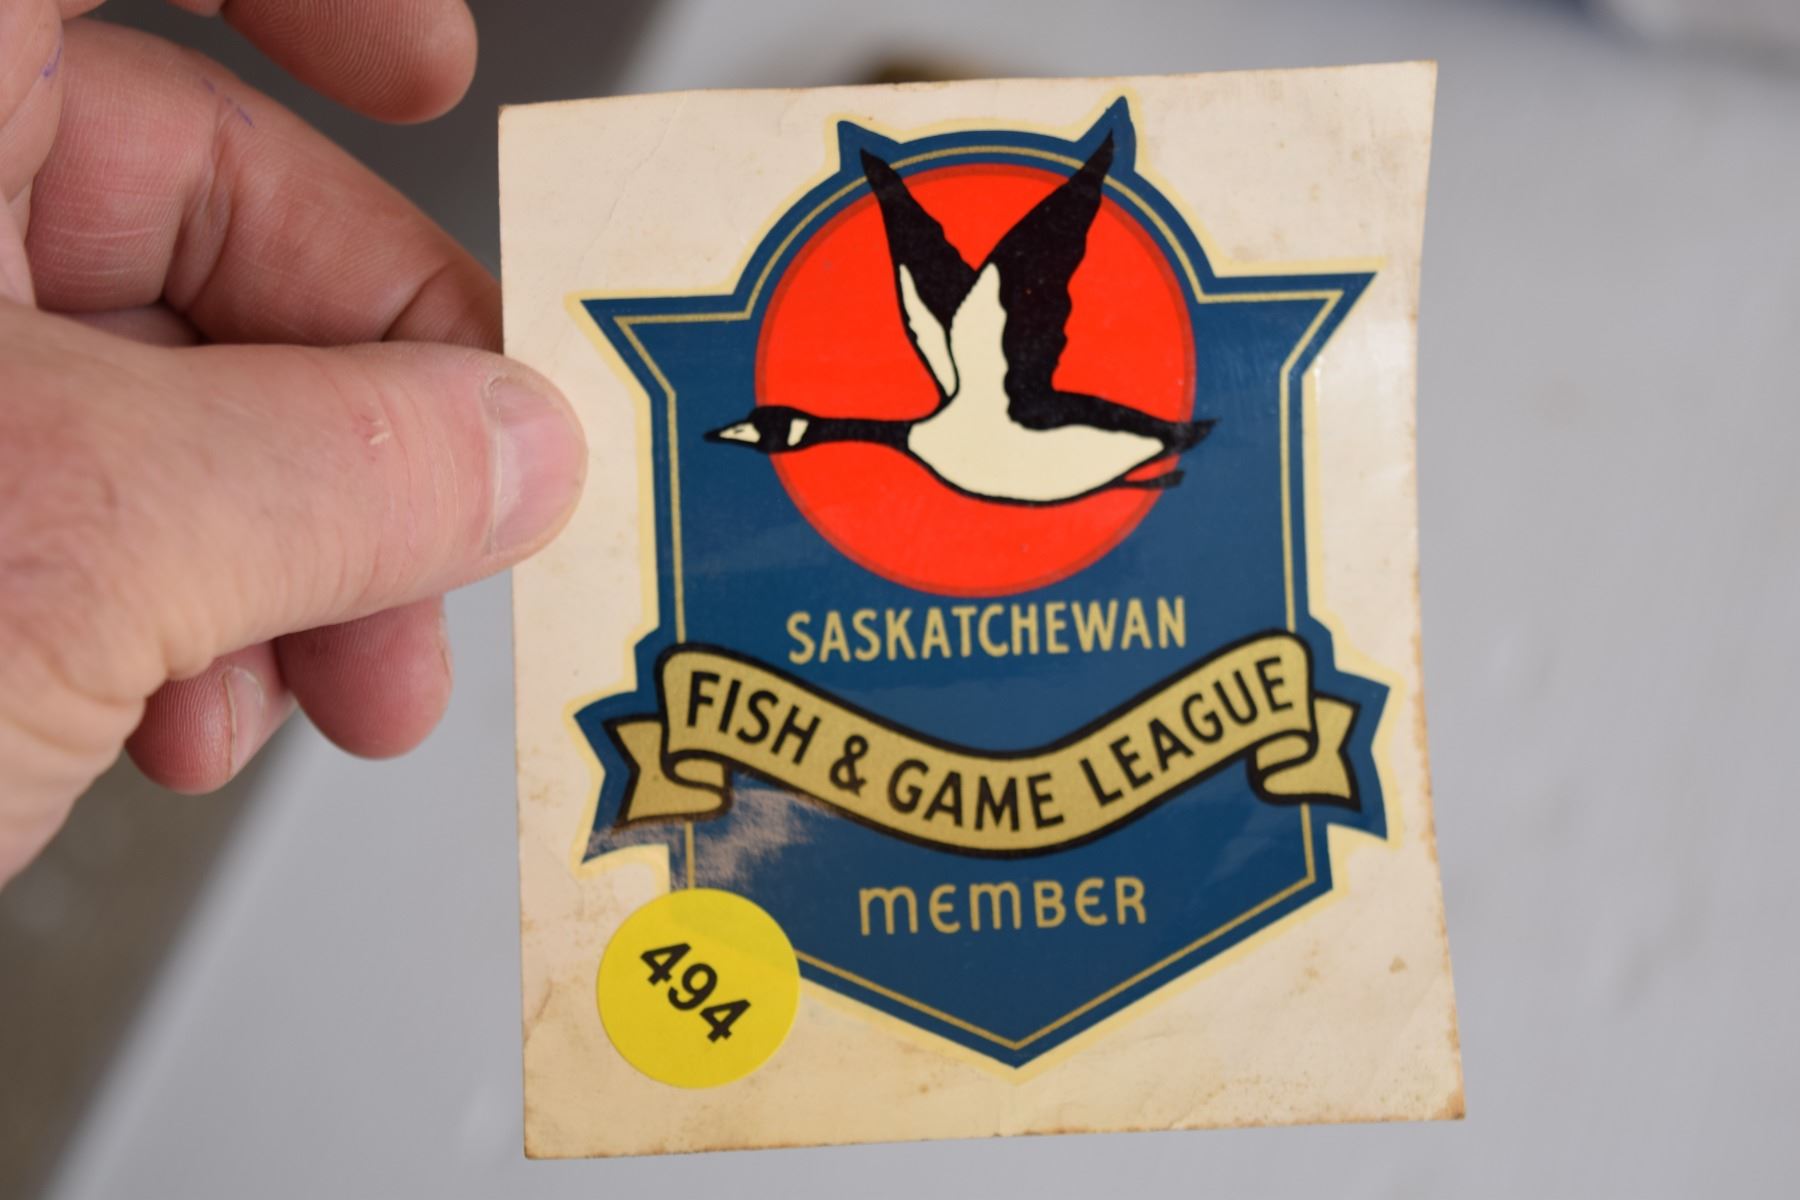 SASKATCHEWAN
FISH & GAME LEAGUE
MEMBER
494